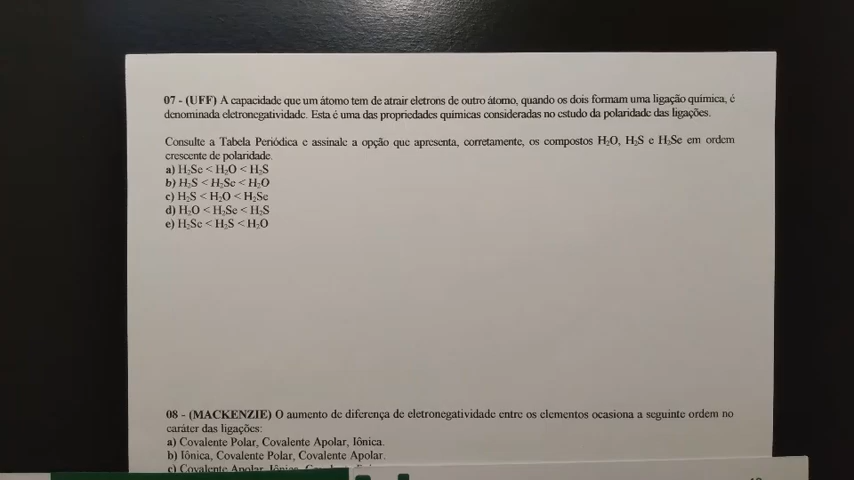 07 - (UFF) A capacidade que um átomo tem de atrair eletrons de outro átomo, quando os dois formam uma ligação química, é
denominada eletronegatividade. Esta é uma das propriedades químicas consideradas no estudo da polaridade das ligações.
Consulte a Tabela Periódica e assinale a opção que apresenta, corretamente, os compostos H₂O, H₂S e H₂Se em ordem
crescente de polaridade.
a) H₂Se < H₂O < H₂S
b) H₂S < H₂Se < H₂O
c) H₂S < H₂O < H₂Se
d) H₂O < H₂Se < H₂S
e) H₂Se < H₂S < H₂O
08 - (MACKENZIE) O aumento de diferença de eletronegatividade entre os elementos ocasiona a seguinte ordem no
caráter das ligações:
a) Covalente Polar, Covalente Apolar, Iônica.
b) Iônica, Covalente Polar, Covalente Apolar.
c) Covalente Apolar, Iônica,